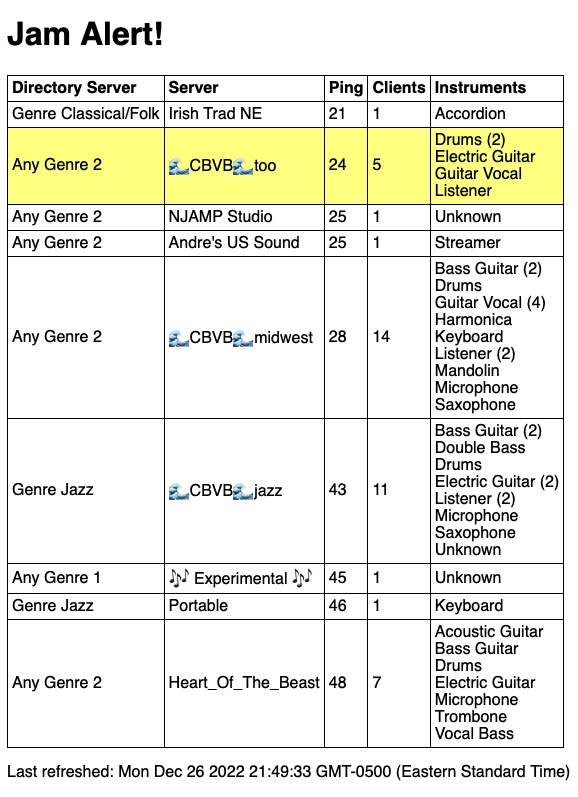 Jam Alert!
Directory Server Server Ping Clients Instruments
Genre Classical/Folk Irish Trad NE 21 1 Accordion
Any Genre 2 🌊CBVB🌊too 24 5 Drums (2)
Electric Guitar
Guitar Vocal
Listener
Any Genre 2 NJAMP Studio 25 1 Unknown
Any Genre 2 Andre's US Sound 25 1 Streamer
Any Genre 2 🌊CBVB🌊midwest 28 14 Bass Guitar (2)
Drums
Guitar Vocal (4)
Harmonica
Keyboard
Listener (2)
Mandolin
Microphone
Saxophone
Genre Jazz 🌊CBVB🌊jazz 43 11 Bass Guitar (2)
Double Bass
Drums
Electric Guitar (2)
Listener (2)
Microphone
Saxophone
Unknown
Any Genre 1 🎶 Experimental 🎶 45 1 Unknown
Genre Jazz Portable 46 1 Keyboard
Any Genre 2 Heart_Of_The_Beast 48 7 Acoustic Guitar
Bass Guitar
Drums
Electric Guitar
Microphone
Trombone
Vocal Bass
Last refreshed: Mon Dec 26 2022 21:49:33 GMT-0500 (Eastern Standard Time)